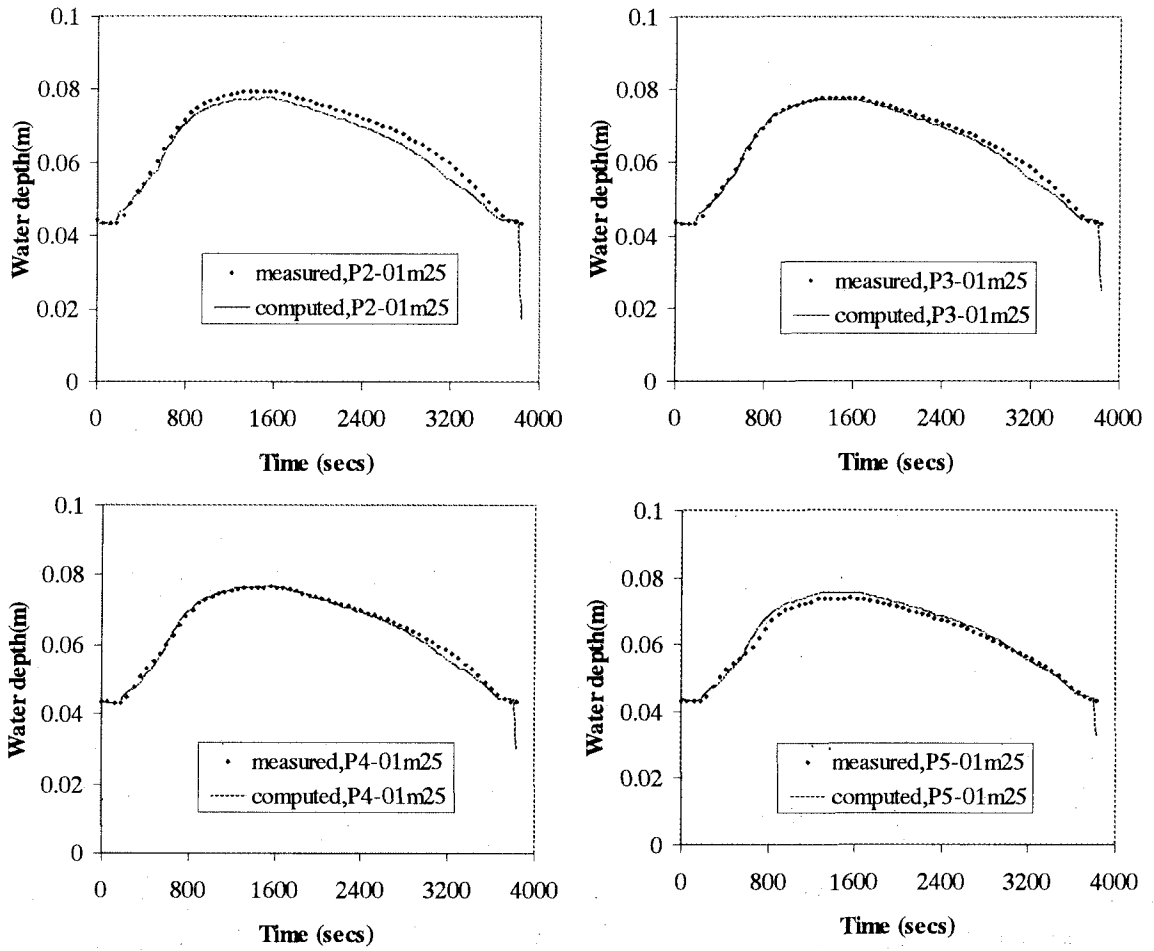 0.1
0.08
0.06
0.04
0.02
0
Water depth(m)
measured,P2-01m25
computed,P2-01m25
0 800 1600 2400 3200 4000
Time (secs)
0.1
0.08
0.06
0.04
0.02
0
Water depth(m)
measured,P3-01m25
computed,P3-01m25
0 800 1600 2400 3200 4000
Time (secs)
0.1
0.08
0.06
0.04
0.02
0
Water depth(m)
measured,P4-01m25
computed,P4-01m25
0 800 1600 2400 3200 4000
Time (secs)
0.1
0.08
0.06
0.04
0.02
0
Water depth(m)
measured,P5-01m25
computed,P5-01m25
0 800 1600 2400 3200 4000
Time (secs)